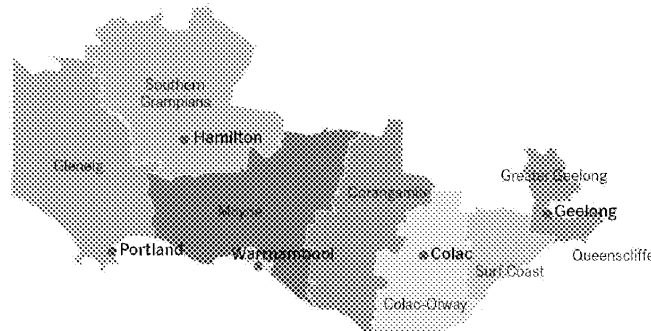 Southern
Grampians
Hamilton
Glenelg
Moyne
Corangamite
Greater Geelong
Geelong
Portland
Warrnambool
Colac
Queenscliffe
Surf Coast
Colac-Otway